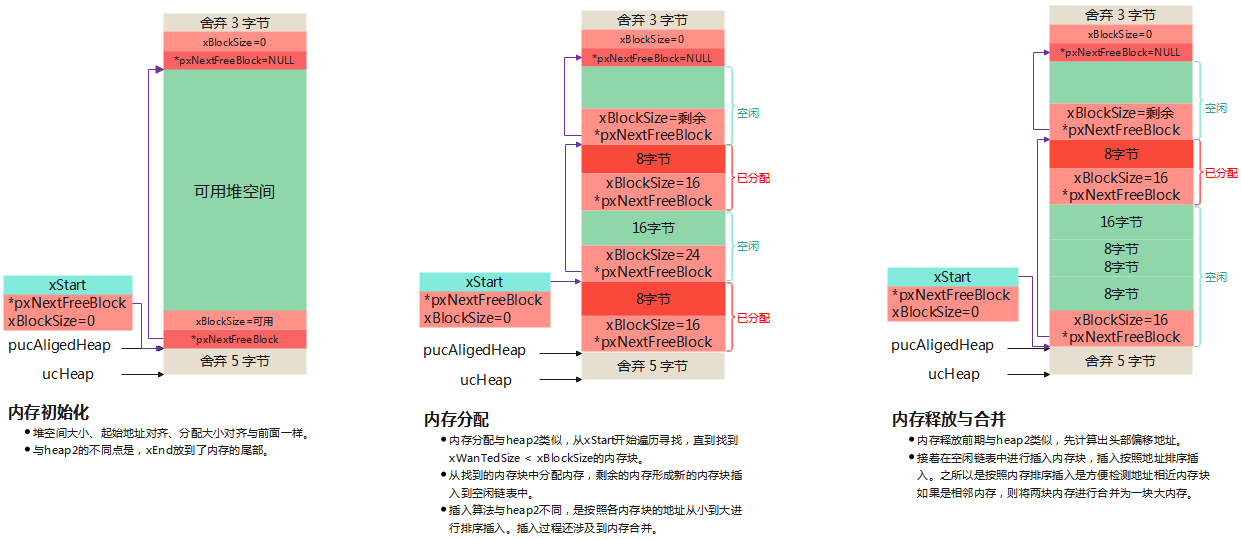 舍弃 3 字节
xBlockSize=0
*pxNextFreeBlock=NULL
可用堆空间
xStart
*pxNextFreeBlock
xBlockSize=0
xBlockSize=可用
*pxNextFreeBlock
pucAligedHeap
舍弃 5 字节
ucHeap
内存初始化
● 堆空间大小、起始地址对齐、分配大小对齐与前面一样。
● 与heap2的不同点是，xEnd放到了内存的尾部。
舍弃 3 字节
xBlockSize=0
*pxNextFreeBlock=NULL
空闲
xBlockSize=剩余
*pxNextFreeBlock
8字节
已分配
xBlockSize=16
*pxNextFreeBlock
16字节
空闲
xBlockSize=24
*pxNextFreeBlock
xStart
*pxNextFreeBlock
xBlockSize=0
8字节
已分配
xBlockSize=16
*pxNextFreeBlock
pucAligedHeap
舍弃 5 字节
ucHeap
内存分配
● 内存分配与heap2类似，从xStart开始遍历寻找，直到找到
xWanTedSize < xBlockSize的内存块。
● 从找到的内存块中分配内存，剩余的内存形成新的内存块插
入到空闲链表中。
● 插入算法与heap2不同，是按照各内存块的地址从小到大进
行排序插入。插入过程还涉及到内存合并。
舍弃 3 字节
xBlockSize=0
*pxNextFreeBlock=NULL
空闲
xBlockSize=剩余
*pxNextFreeBlock
8字节
已分配
xBlockSize=16
*pxNextFreeBlock
16字节
8字节
8字节
空闲
8字节
xStart
*pxNextFreeBlock
xBlockSize=0
xBlockSize=16
*pxNextFreeBlock
pucAligedHeap
舍弃 5 字节
ucHeap
内存释放与合并
● 内存释放前期与heap2类似，先计算出头部偏移地址。
● 接着在空闲链表中进行插入内存块，插入按照地址排序插
入。之所以是按照内存排序插入是方便检测地址相近内存块
如果是相邻内存，则将两块内存进行合并为一块大内存。